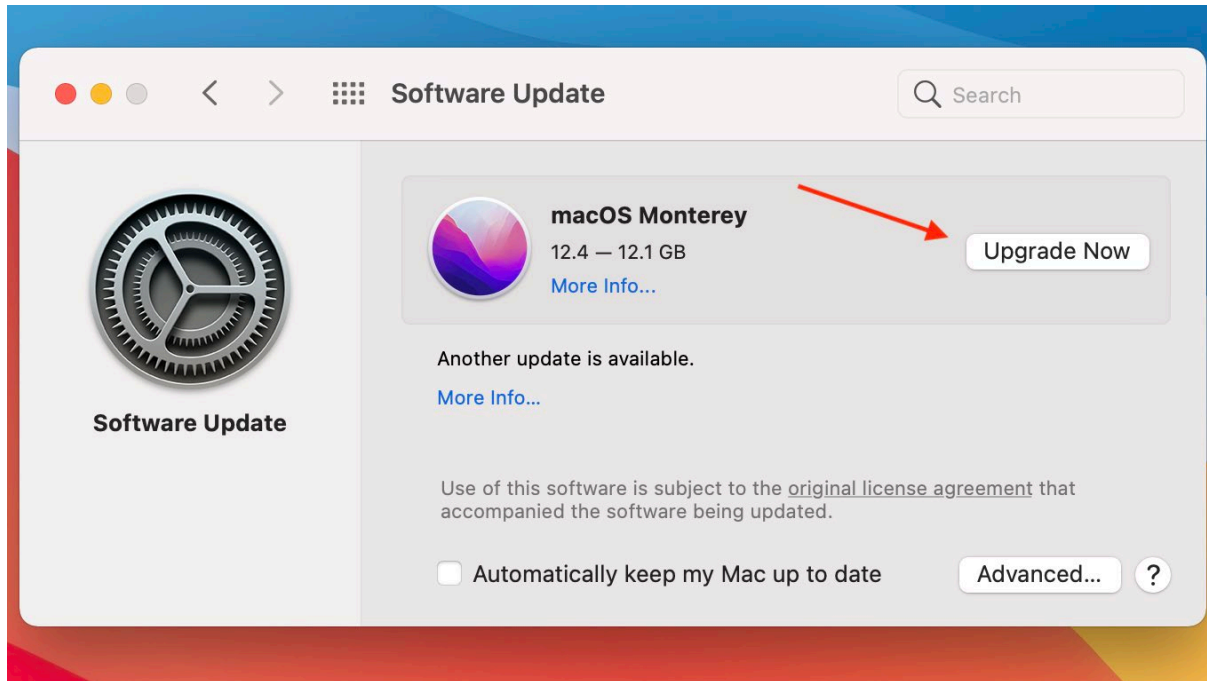 Software Update
Search
macOS Monterey
12.4 — 12.1 GB
Upgrade Now
More Info...
Software Update
Another update is available.
More Info...
Use of this software is subject to the original license agreement that
accompanied the software being updated.
Automatically keep my Mac up to date
Advanced...
?